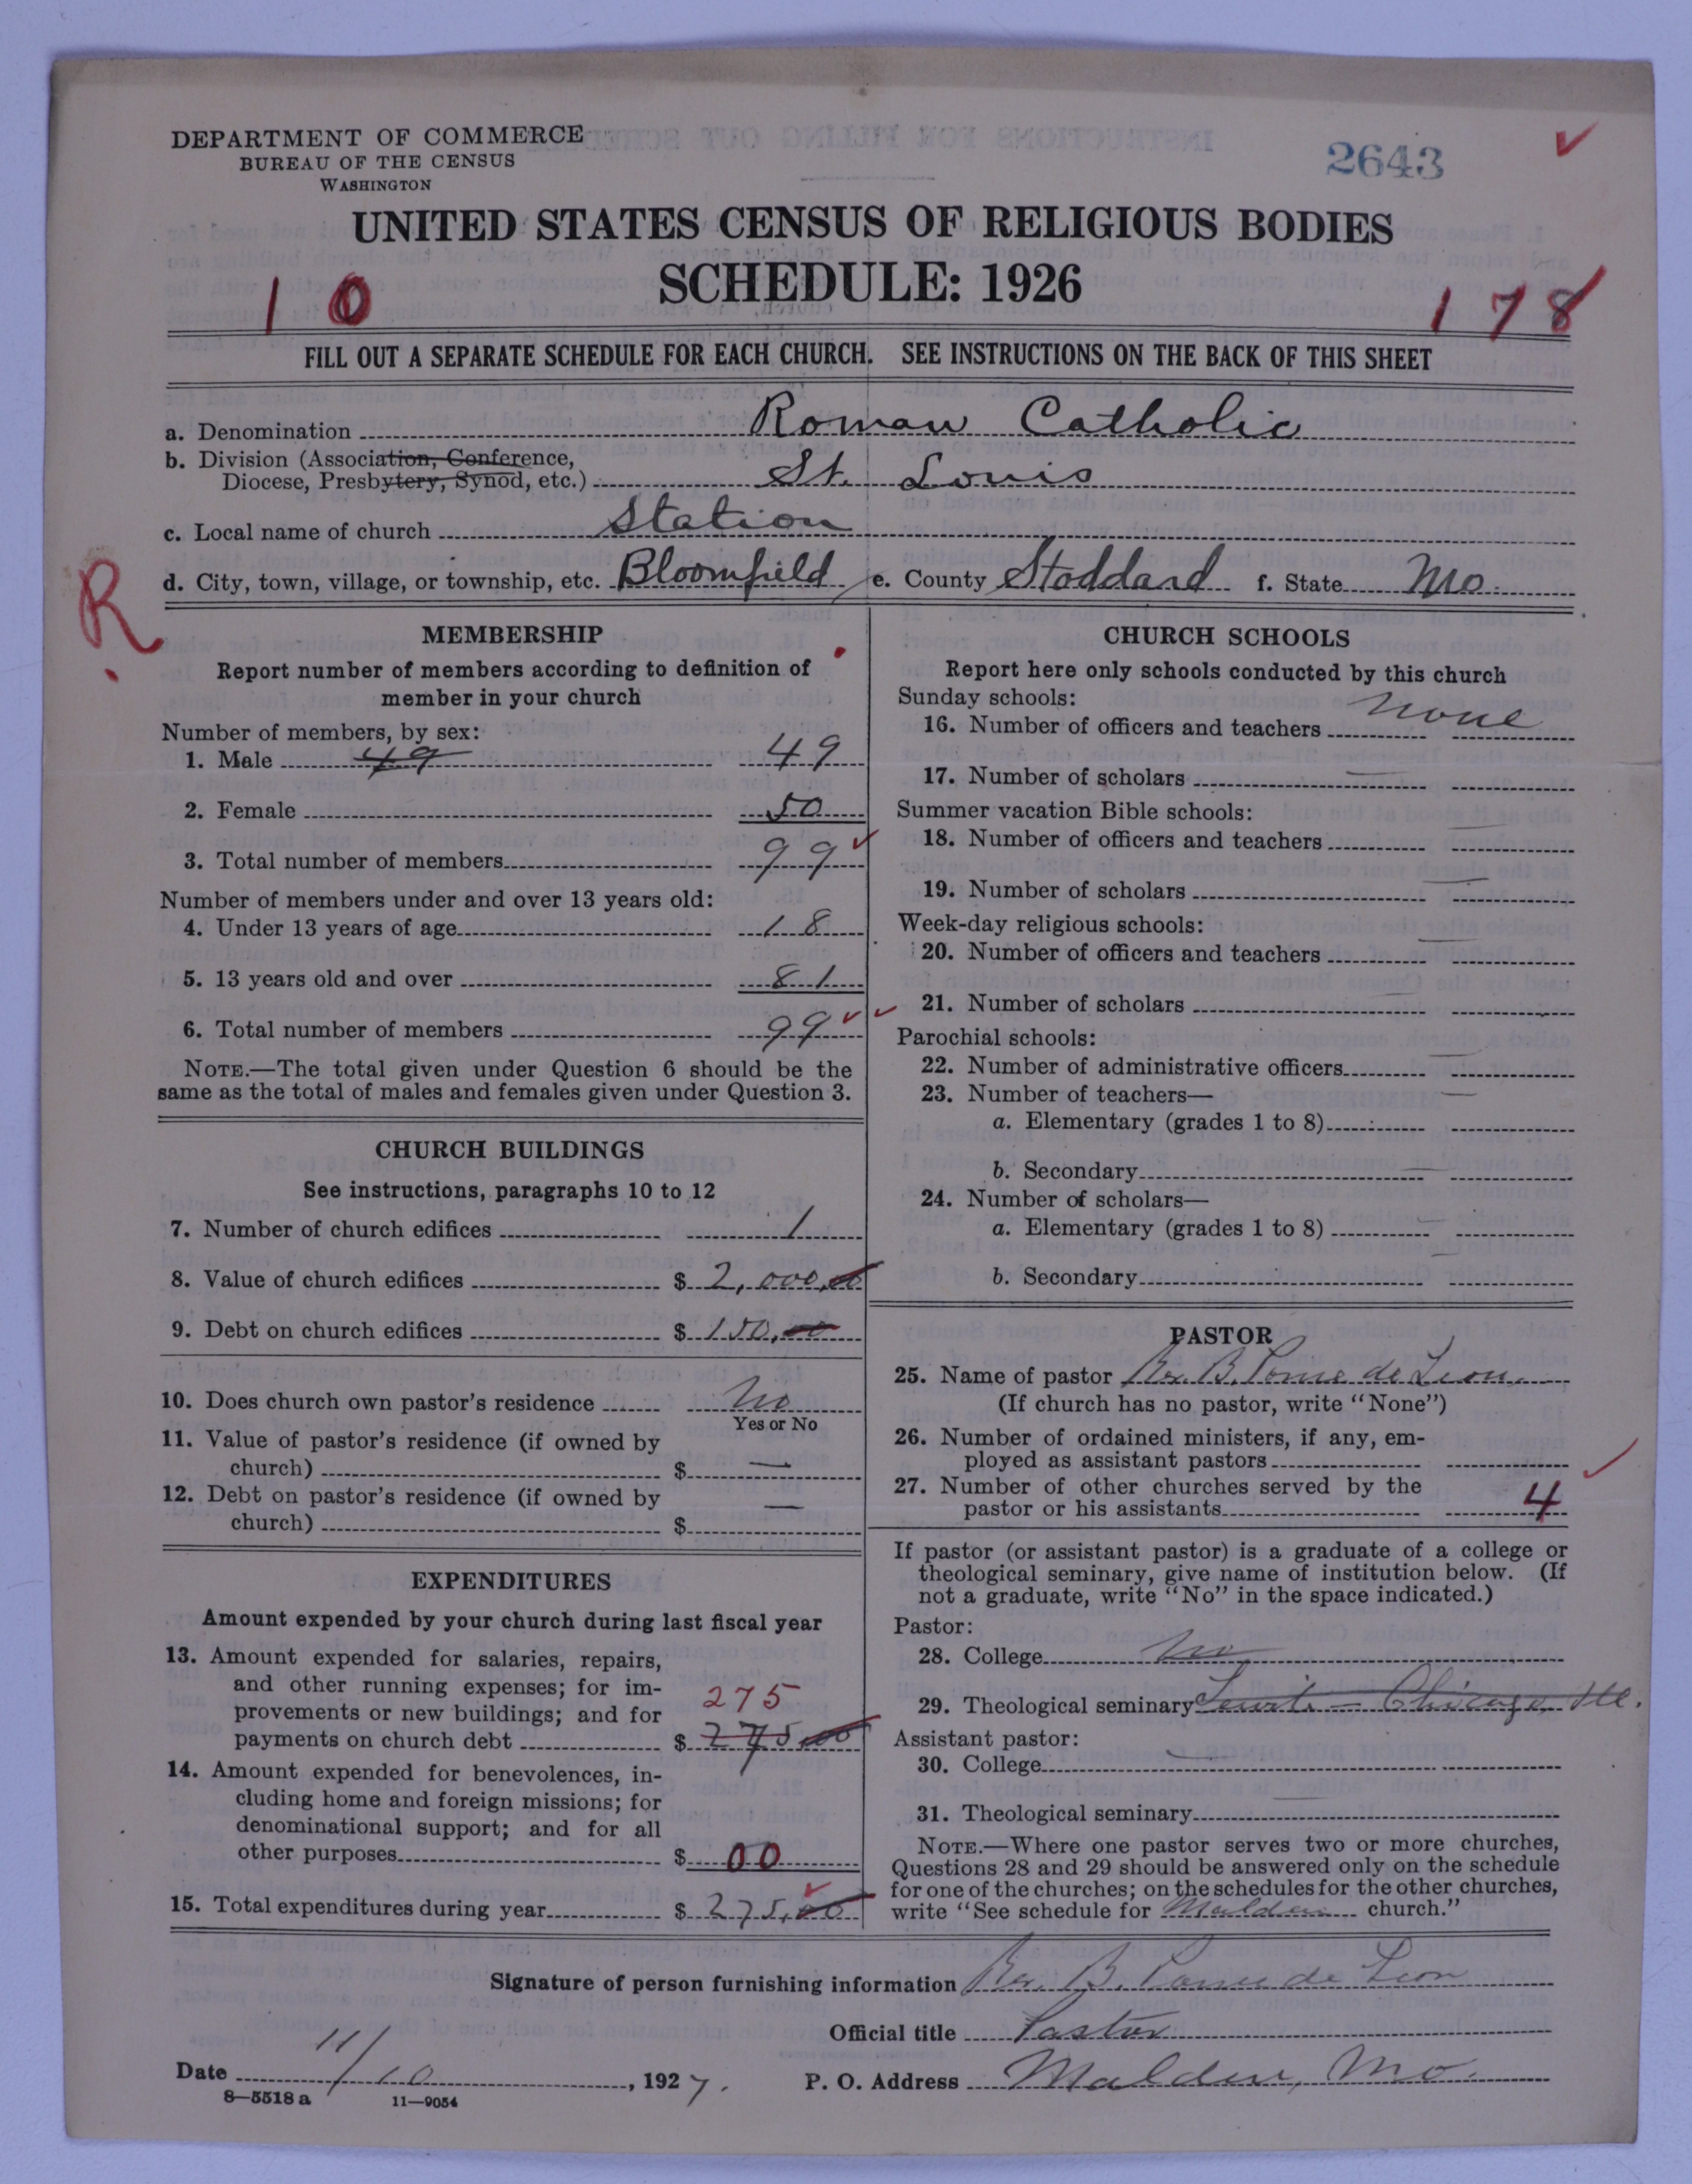 DEPARTMENT OF COMMERCE
BUREAU OF THE CENSUS
WASHINGTON
2643
UNITED STATES CENSUS OF RELIGIOUS BODIES
SCHEDULE: 1926
10
178
FILL OUT A SEPARATE SCHEDULE FOR EACH CHURCH. SEE INSTRUCTIONS ON THE BACK OF THIS SHEET
a. Denomination Roman Catholic
b. Division (Association, Conference,
Diocese, Presbytery, Synod, etc.) St. Louis
c. Local name of church Station
R
d. City, town, village, or township, etc. Bloomfield e. County Stoddard f. State Mo.
MEMBERSHIP
Report number of members according to definition of
member in your church
Number of members, by sex:
1. Male 49 49
2. Female 50
3. Total number of members 99
Number of members under and over 13 years old:
4. Under 13 years of age 18
5. 13 years old and over 81
6. Total number of members 99
NOTE.—The total given under Question 6 should be the
same as the total of males and females given under Question 3.
CHURCH BUILDINGS
See instructions, paragraphs 10 to 12
7. Number of church edifices 1
8. Value of church edifices $ 2,000.00
9. Debt on church edifices $ 150.00
10. Does church own pastor's residence No
Yes or No
11. Value of pastor's residence (if owned by
church) $ —
12. Debt on pastor's residence (if owned by
church) $ —
EXPENDITURES
Amount expended by your church during last fiscal year
13. Amount expended for salaries, repairs,
and other running expenses; for im-
provements or new buildings; and for 275
payments on church debt $ 275.00
14. Amount expended for benevolences, in-
cluding home and foreign missions; for
denominational support; and for all
other purposes $ 00
15. Total expenditures during year $ 275.00
CHURCH SCHOOLS
Report here only schools conducted by this church
Sunday schools:
16. Number of officers and teachers None
17. Number of scholars —
Summer vacation Bible schools:
18. Number of officers and teachers —
19. Number of scholars —
Week-day religious schools:
20. Number of officers and teachers —
21. Number of scholars —
Parochial schools:
22. Number of administrative officers —
23. Number of teachers—
a. Elementary (grades 1 to 8) —
b. Secondary —
24. Number of scholars—
a. Elementary (grades 1 to 8) —
b. Secondary —
PASTOR
25. Name of pastor Rev. B. Ponce de Leon
(If church has no pastor, write "None")
26. Number of ordained ministers, if any, em-
ployed as assistant pastors
27. Number of other churches served by the
pastor or his assistants 4
If pastor (or assistant pastor) is a graduate of a college or
theological seminary, give name of institution below. (If
not a graduate, write "No" in the space indicated.)
Pastor:
28. College No
29. Theological seminary — Chicago, Ill.
Assistant pastor:
30. College —
31. Theological seminary —
NOTE.—Where one pastor serves two or more churches,
Questions 28 and 29 should be answered only on the schedule
for one of the churches; on the schedules for the other churches,
write "See schedule for Malden church."
Signature of person furnishing information Rev. B. Ponce de Leon
Official title Pastor
Date 11/10, 1927. P. O. Address Malden, Mo.
8—5518 a 11—9054